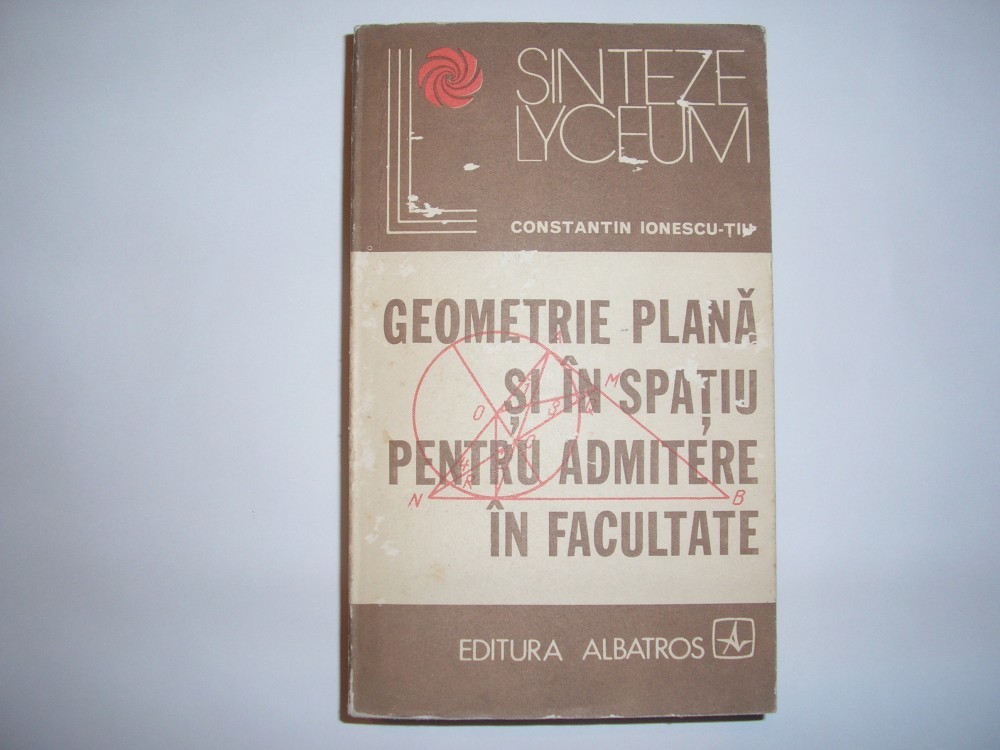 SINTEZE
LYCEUM
CONSTANTIN IONESCU-ȚIU
GEOMETRIE PLANĂ
ȘI ÎN SPAȚIU
PENTRU ADMITERE
ÎN FACULTATE
O
M
N
B
EDITURA ALBATROS